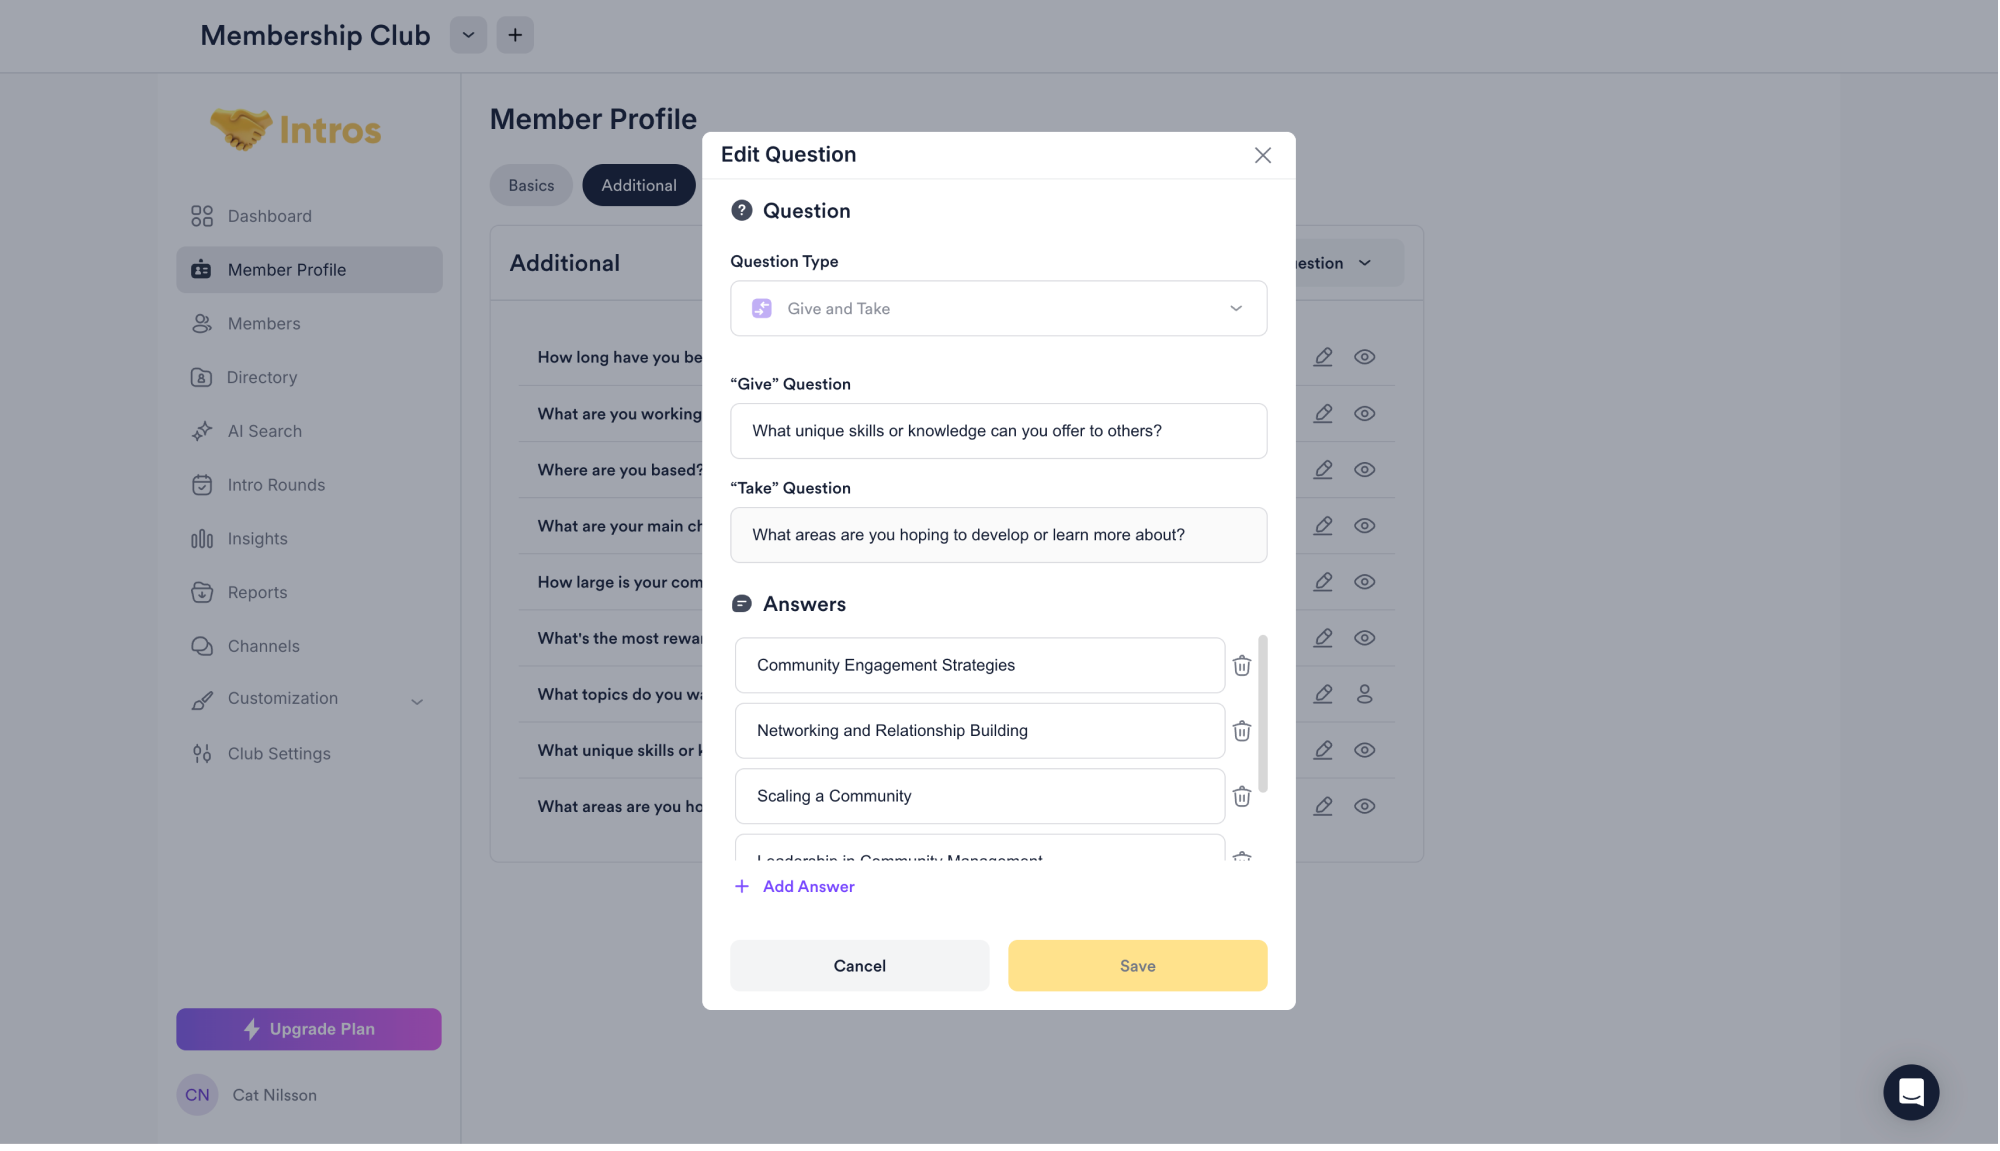 Membership Club
Intros
Dashboard
Member Profile
Members
Directory
AI Search
Intro Rounds
Insights
Reports
Channels
Customization
Club Settings
Upgrade Plan
CN
Cat Nilsson
Member Profile
Basics
Additional
Additional
How long have you be
What are you working
Where are you based?
What are your main ch
How large is your com
What's the most rewar
What topics do you wa
What unique skills or k
What areas are you ho
Edit Question
Question
Question Type
Give and Take
“Give” Question
What unique skills or knowledge can you offer to others?
“Take” Question
What areas are you hoping to develop or learn more about?
Answers
Community Engagement Strategies
Networking and Relationship Building
Scaling a Community
Leadership in Community Management
Add Answer
Cancel
Save
estion